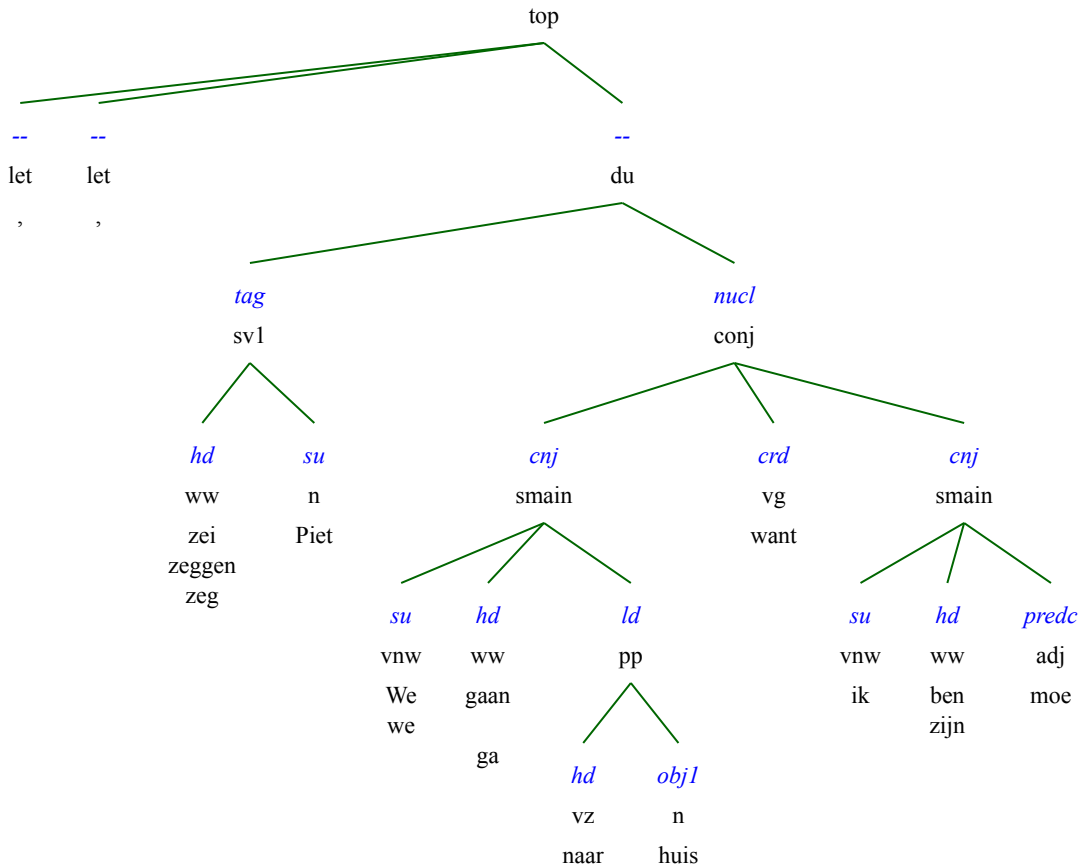 top
-- -- --
let let du
, ,
tag nucl
sv1 conj
hd su cnj crd cnj
ww n smain vg smain
zei Piet want
zeggen
zeg
su hd ld su hd predc
vnw ww pp vnw ww adj
We gaan ik ben moe
we zijn
ga
hd obj1
vz n
naar huis